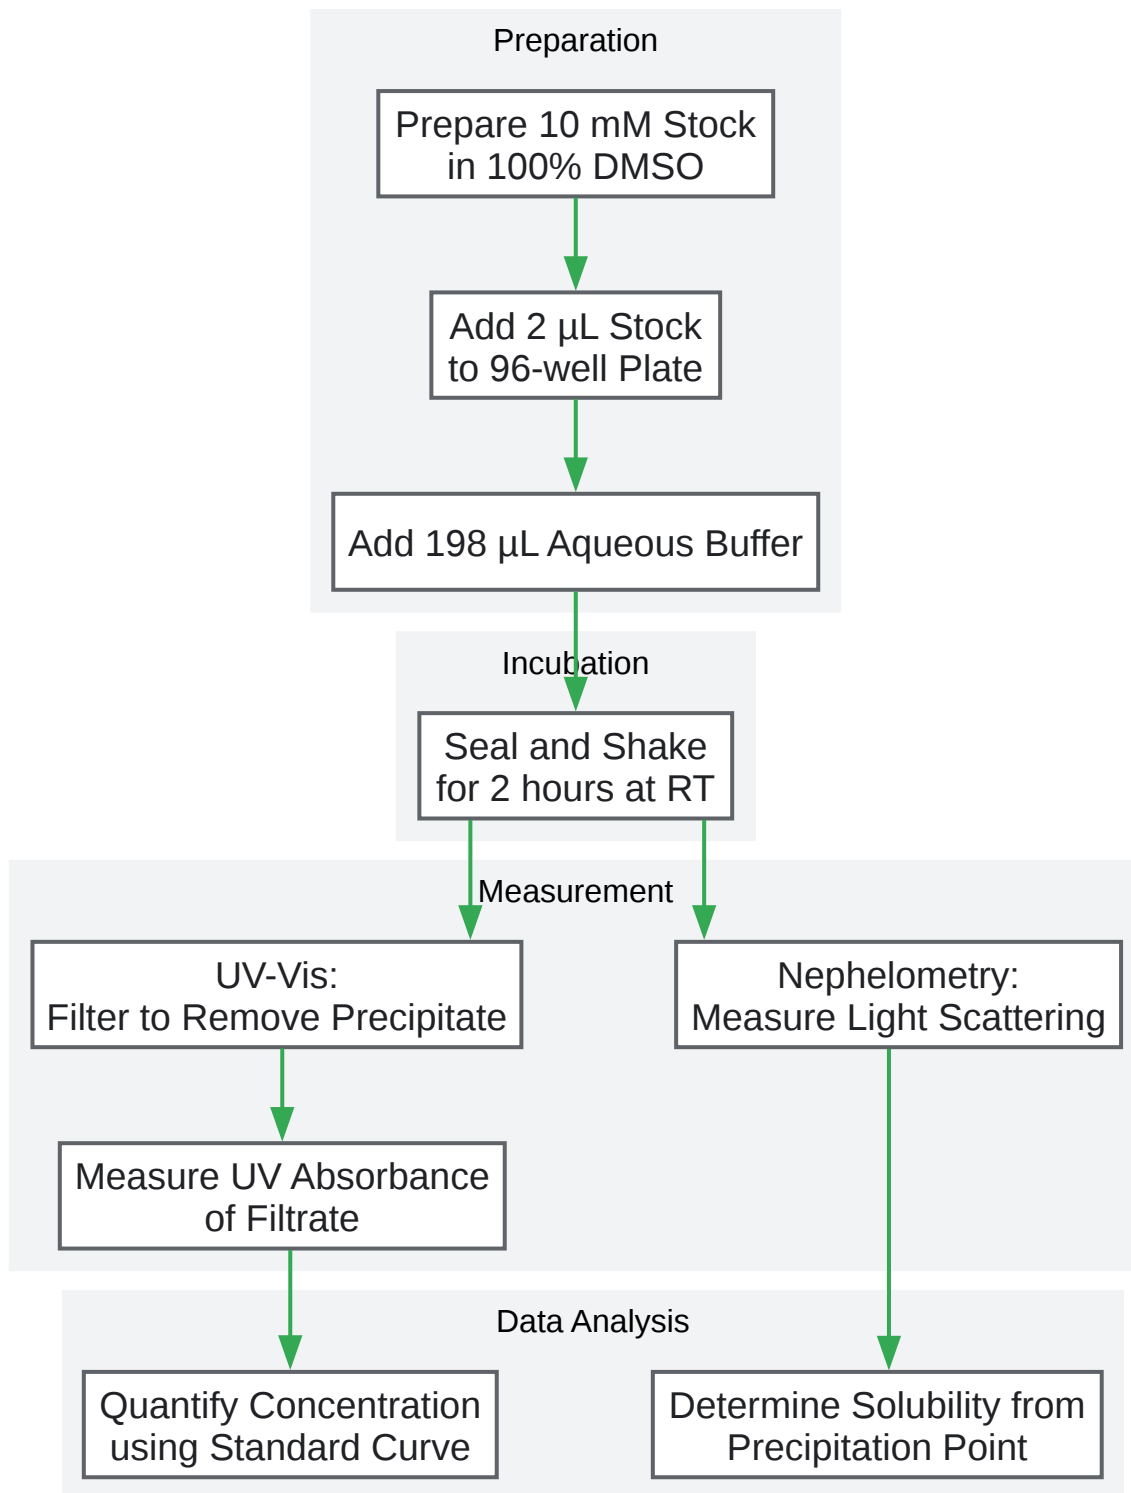 Preparation
Prepare 10 mM Stock
in 100% DMSO
Add 2 µL Stock
to 96-well Plate
Add 198 µL Aqueous Buffer
Incubation
Seal and Shake
for 2 hours at RT
Measurement
UV-Vis:
Filter to Remove Precipitate
Nephelometry:
Measure Light Scattering
Measure UV Absorbance
of Filtrate
Data Analysis
Quantify Concentration
using Standard Curve
Determine Solubility from
Precipitation Point